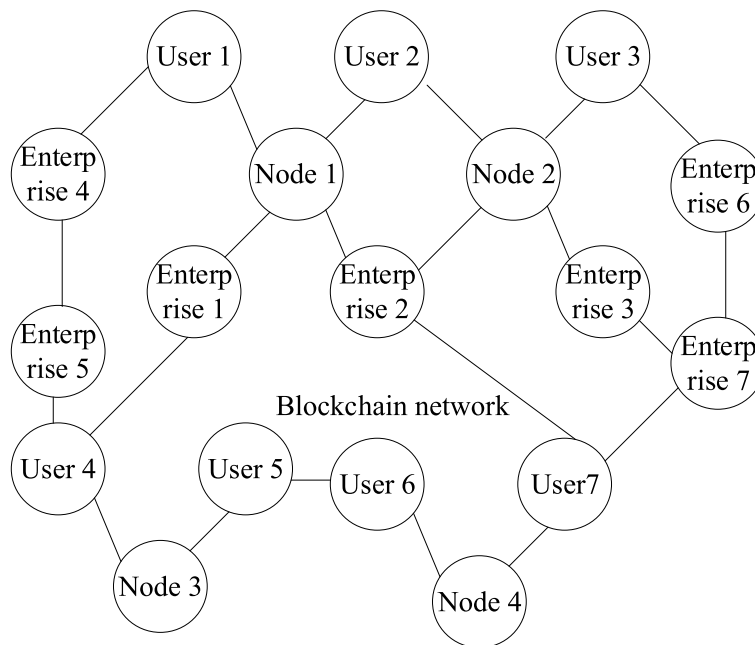 User 1
User 2
User 3
Enterp
rise 4
Node 1
Node 2
Enterp
rise 6
Enterp
rise 1
Enterp
rise 2
Enterp
rise 3
Enterp
rise 5
Enterp
rise 7
Blockchain network
User 4
User 5
User 6
User7
Node 3
Node 4